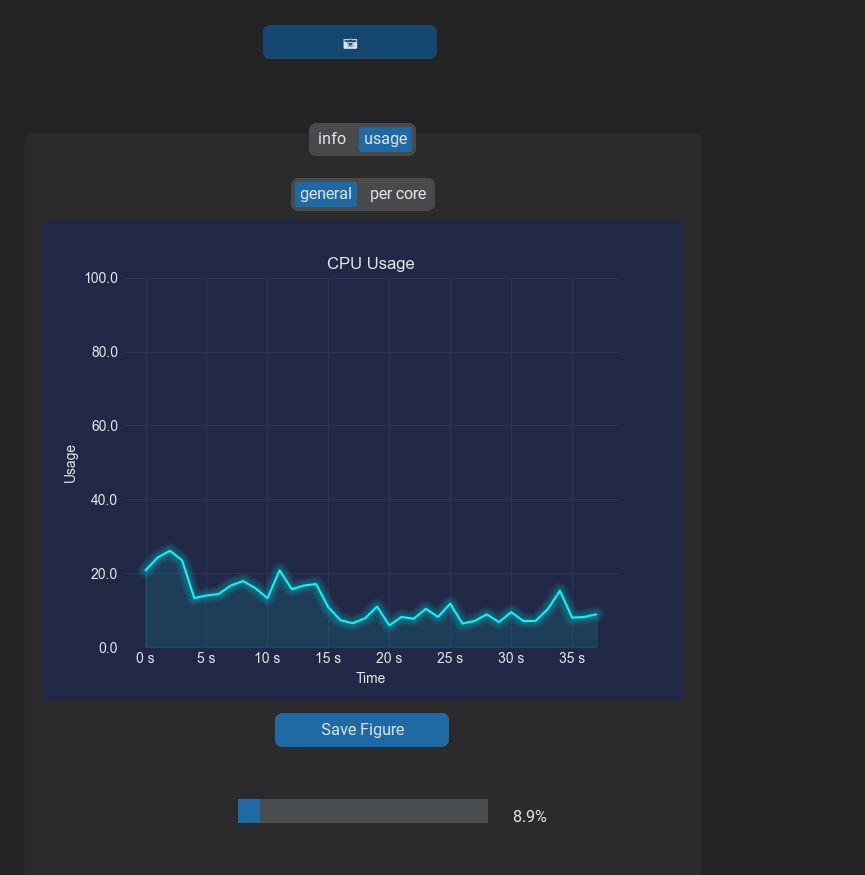 info usage
general per core
CPU Usage
100.0
80.0
60.0
40.0
20.0
0.0
Usage
0 s 5 s 10 s 15 s 20 s 25 s 30 s 35 s
Time
Save Figure
8.9%